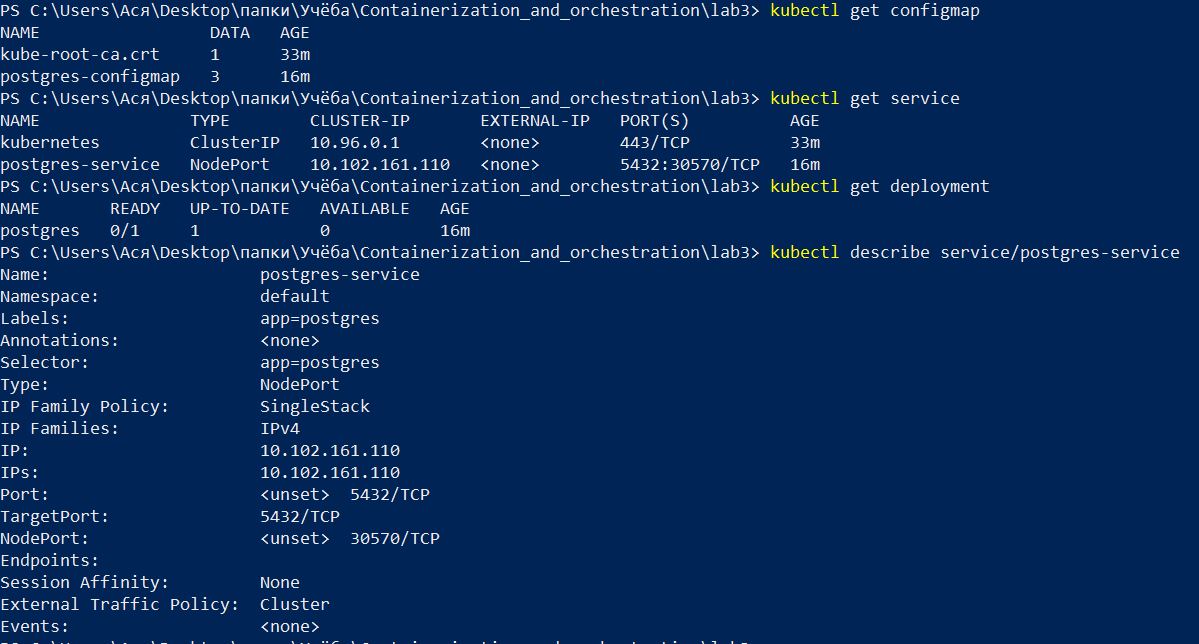 PS C:\Users\Ася\Desktop\папки\Учёба\Containerization_and_orchestration\lab3> kubectl get configmap
NAME DATA AGE
kube-root-ca.crt 1 33m
postgres-configmap 3 16m
PS C:\Users\Ася\Desktop\папки\Учёба\Containerization_and_orchestration\lab3> kubectl get service
NAME TYPE CLUSTER-IP EXTERNAL-IP PORT(S) AGE
kubernetes ClusterIP 10.96.0.1 <none> 443/TCP 33m
postgres-service NodePort 10.102.161.110 <none> 5432:30570/TCP 16m
PS C:\Users\Ася\Desktop\папки\Учёба\Containerization_and_orchestration\lab3> kubectl get deployment
NAME READY UP-TO-DATE AVAILABLE AGE
postgres 0/1 1 0 16m
PS C:\Users\Ася\Desktop\папки\Учёба\Containerization_and_orchestration\lab3> kubectl describe service/postgres-service
Name: postgres-service
Namespace: default
Labels: app=postgres
Annotations: <none>
Selector: app=postgres
Type: NodePort
IP Family Policy: SingleStack
IP Families: IPv4
IP: 10.102.161.110
IPs: 10.102.161.110
Port: <unset> 5432/TCP
TargetPort: 5432/TCP
NodePort: <unset> 30570/TCP
Endpoints:
Session Affinity: None
External Traffic Policy: Cluster
Events: <none>